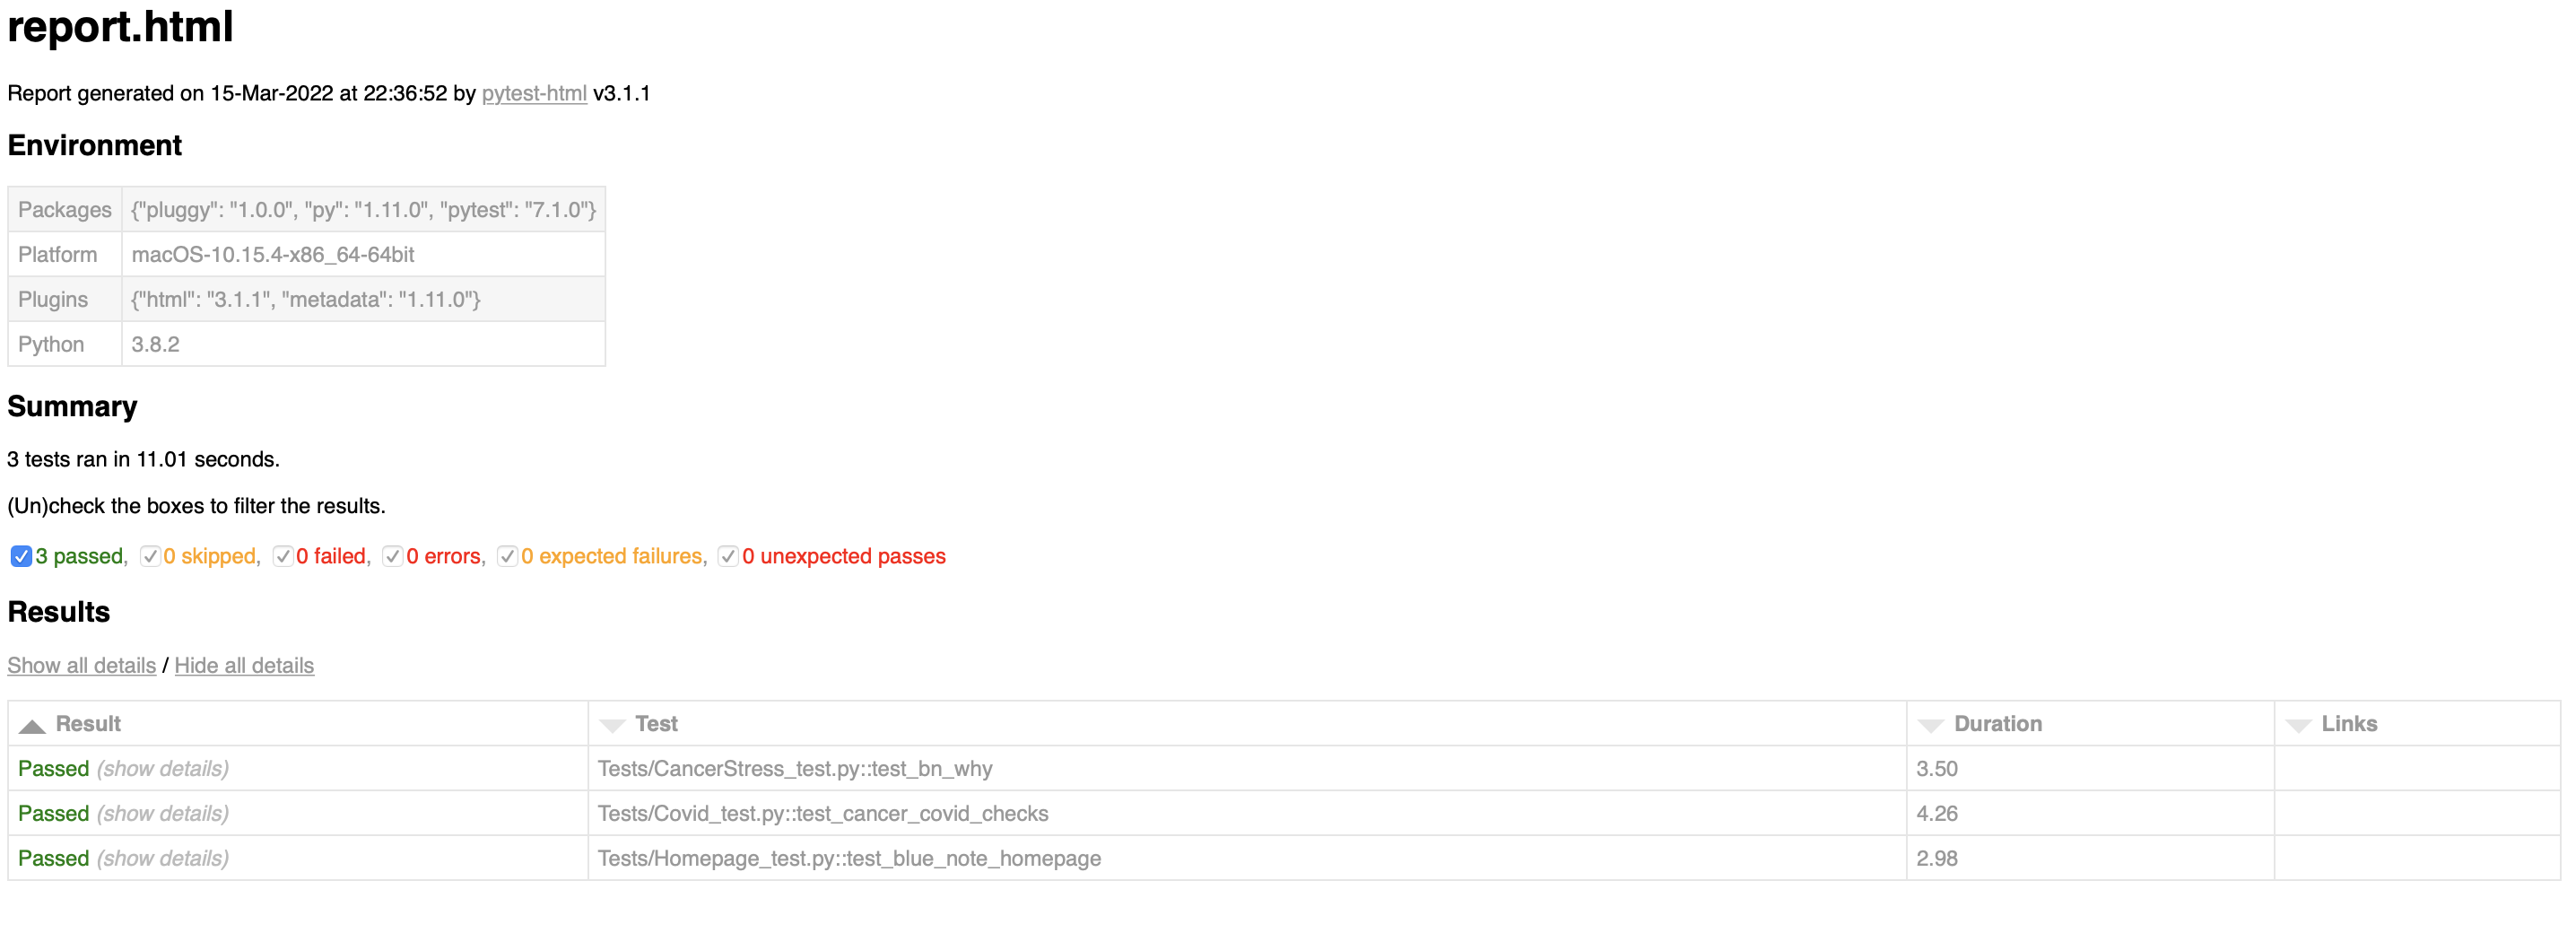 report.html
Report generated on 15-Mar-2022 at 22:36:52 by pytest-html v3.1.1
Environment
Packages {"pluggy": "1.0.0", "py": "1.11.0", "pytest": "7.1.0"}
Platform macOS-10.15.4-x86_64-64bit
Plugins {"html": "3.1.1", "metadata": "1.11.0"}
Python 3.8.2
Summary
3 tests ran in 11.01 seconds.
(Un)check the boxes to filter the results.
3 passed, 0 skipped, 0 failed, 0 errors, 0 expected failures, 0 unexpected passes
Results
Show all details / Hide all details
Result Test Duration Links
Passed (show details) Tests/CancerStress_test.py::test_bn_why 3.50
Passed (show details) Tests/Covid_test.py::test_cancer_covid_checks 4.26
Passed (show details) Tests/Homepage_test.py::test_blue_note_homepage 2.98